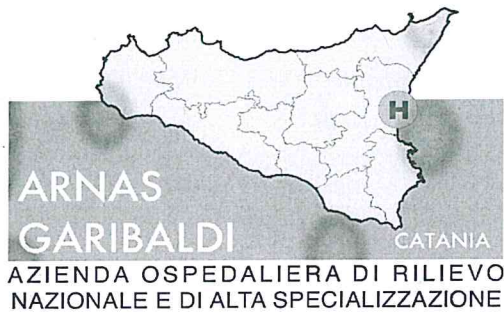 H
ARNAS
GARIBALDI
CATANIA
AZIENDA OSPEDALIERA DI RILIEVO
NAZIONALE E DI ALTA SPECIALIZZAZIONE